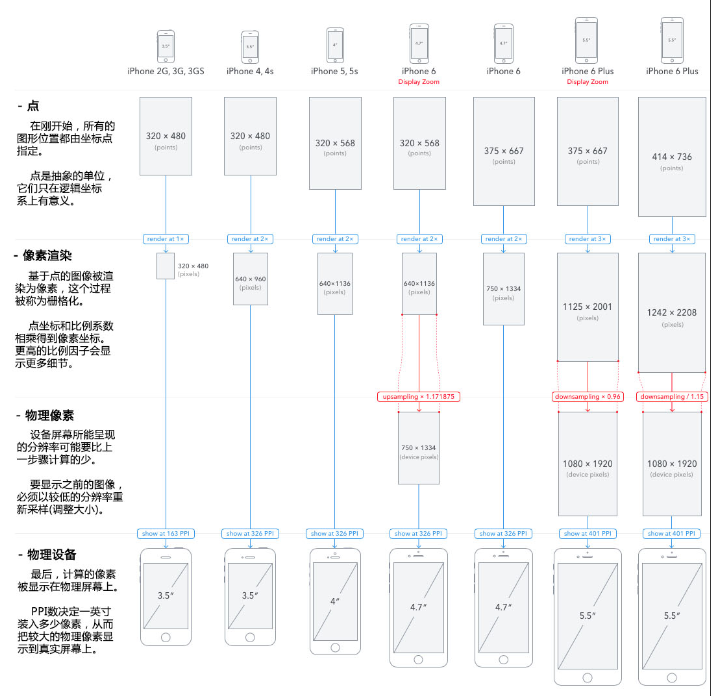 3.5"
3.5"
4"
4.7"
4.7"
5.5"
5.5"
iPhone 2G, 3G, 3GS
iPhone 4, 4s
iPhone 5, 5s
iPhone 6
Display Zoom
iPhone 6
iPhone 6 Plus
Display Zoom
iPhone 6 Plus
- 点
在刚开始，所有的
图形位置都由坐标点
指定。
点是抽象的单位，
它们只在逻辑坐标
系上有意义。
320 × 480
(points)
320 × 480
(points)
320 × 568
(points)
320 × 568
(points)
375 × 667
(points)
375 × 667
(points)
414 × 736
(points)
render at 1×
render at 2×
render at 2×
render at 2×
render at 2×
render at 3×
render at 3×
- 像素渲染
基于点的图像被渲
染为像素，这个过程
被称为栅格化。
点坐标和比例系数
相乘得到像素坐标。
更高的比例因子会显
示更多细节。
320 × 480
(pixels)
640 × 960
(pixels)
640×1136
(pixels)
640×1136
(pixels)
750 × 1334
(pixels)
1125 × 2001
(pixels)
1242 × 2208
(pixels)
upsampling × 1.171875
downsampling × 0.96
downsampling / 1.15
- 物理像素
设备屏幕所能呈现
的分辨率可能要比上
一步骤计算的少。
要显示之前的图像，
必须以较低的分辨率重
新采样(调整大小)。
750 × 1334
(device pixels)
1080 × 1920
(device pixels)
1080 × 1920
(device pixels)
show at 163 PPI
show at 326 PPI
show at 326 PPI
show at 326 PPI
show at 326 PPI
show at 401 PPI
show at 401 PPI
- 物理设备
最后，计算的像素
被显示在物理屏幕上。
PPI数决定一英寸
装入多少像素，从而
把较大的物理像素显
示到真实屏幕上。
3.5"
3.5"
4"
4.7"
4.7"
5.5"
5.5"